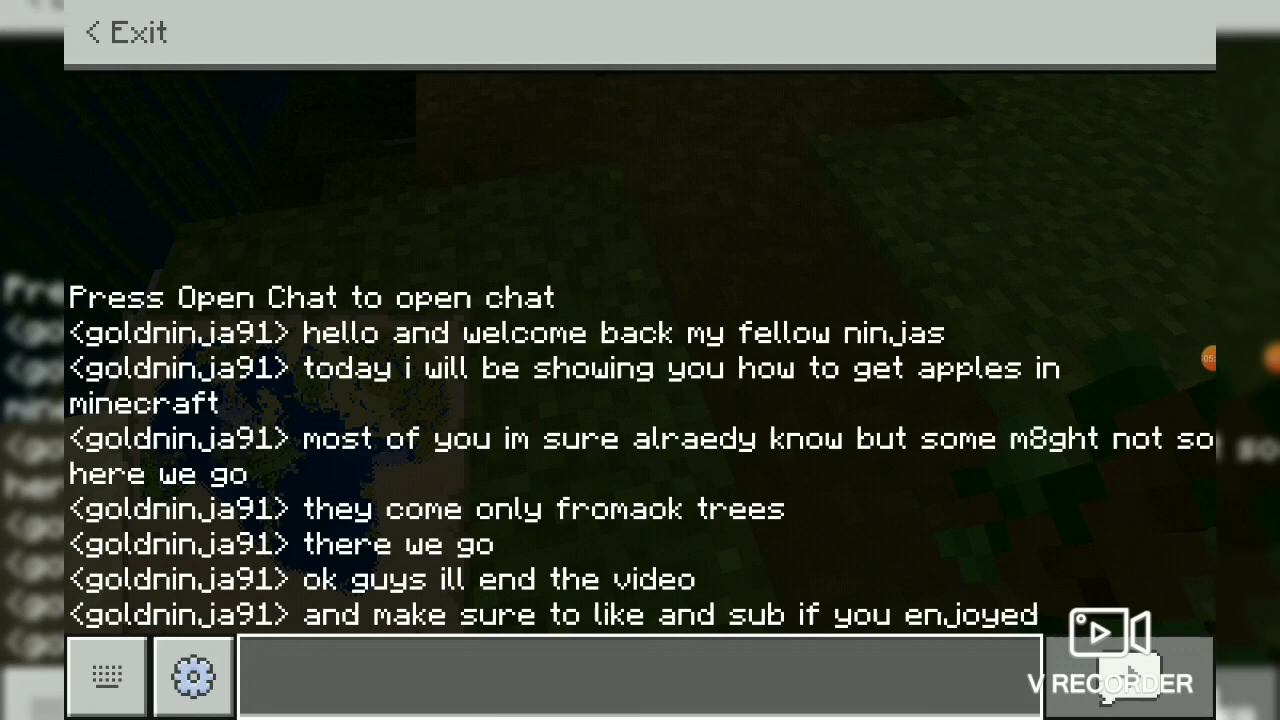 < Exit
Press Open Chat to open chat
<goldninja91> hello and welcome back my fellow ninjas
<goldninja91> today i will be showing you how to get apples in
minecraft
<goldninja91> most of you im sure alraedy know but some m8ght not so
here we go
<goldninja91> they come only fromaok trees
<goldninja91> there we go
<goldninja91> ok guys ill end the video
<goldninja91> and make sure to like and sub if you enjoyed
V RECORDER